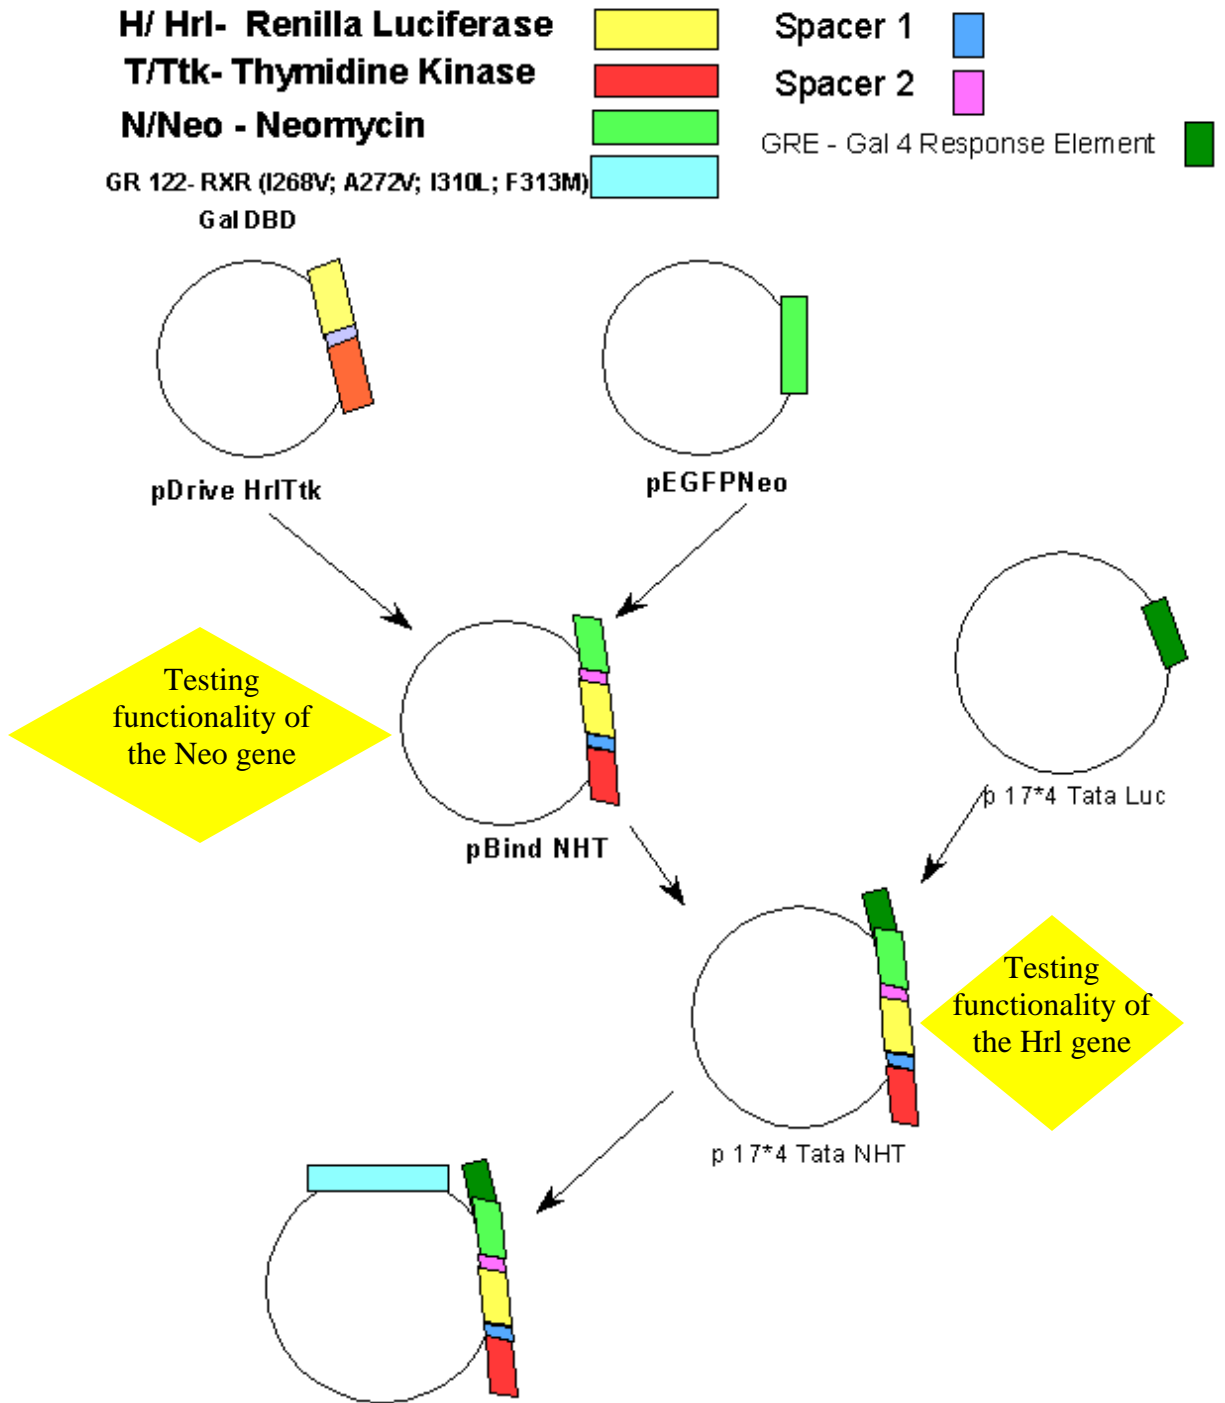 H/ Hrl- Renilla Luciferase
Spacer 1
T/Ttk- Thymidine Kinase
Spacer 2
N/Neo - Neomycin
GRE - Gal 4 Response Element
GR 122- RXR (I268V; A272V; I310L; F313M)
Gal DBD
pDrive HrlTtk
pEGFPNeo
Testing
functionality of
the Neo gene
p 17*4 Tata Luc
pBind NHT
Testing
functionality of
the Hrl gene
p 17*4 Tata NHT